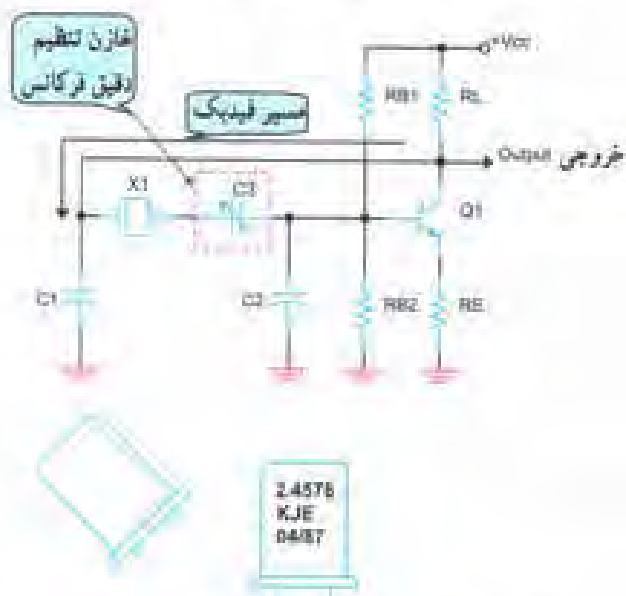 خازن تنظیم
دقیق فرکانس
مسیر فیدبک
+Vcc
RB1
RL
Output خروجی
X1
C3
Q1
C1
C2
RB2
RE
2.4576
KJE
04/87